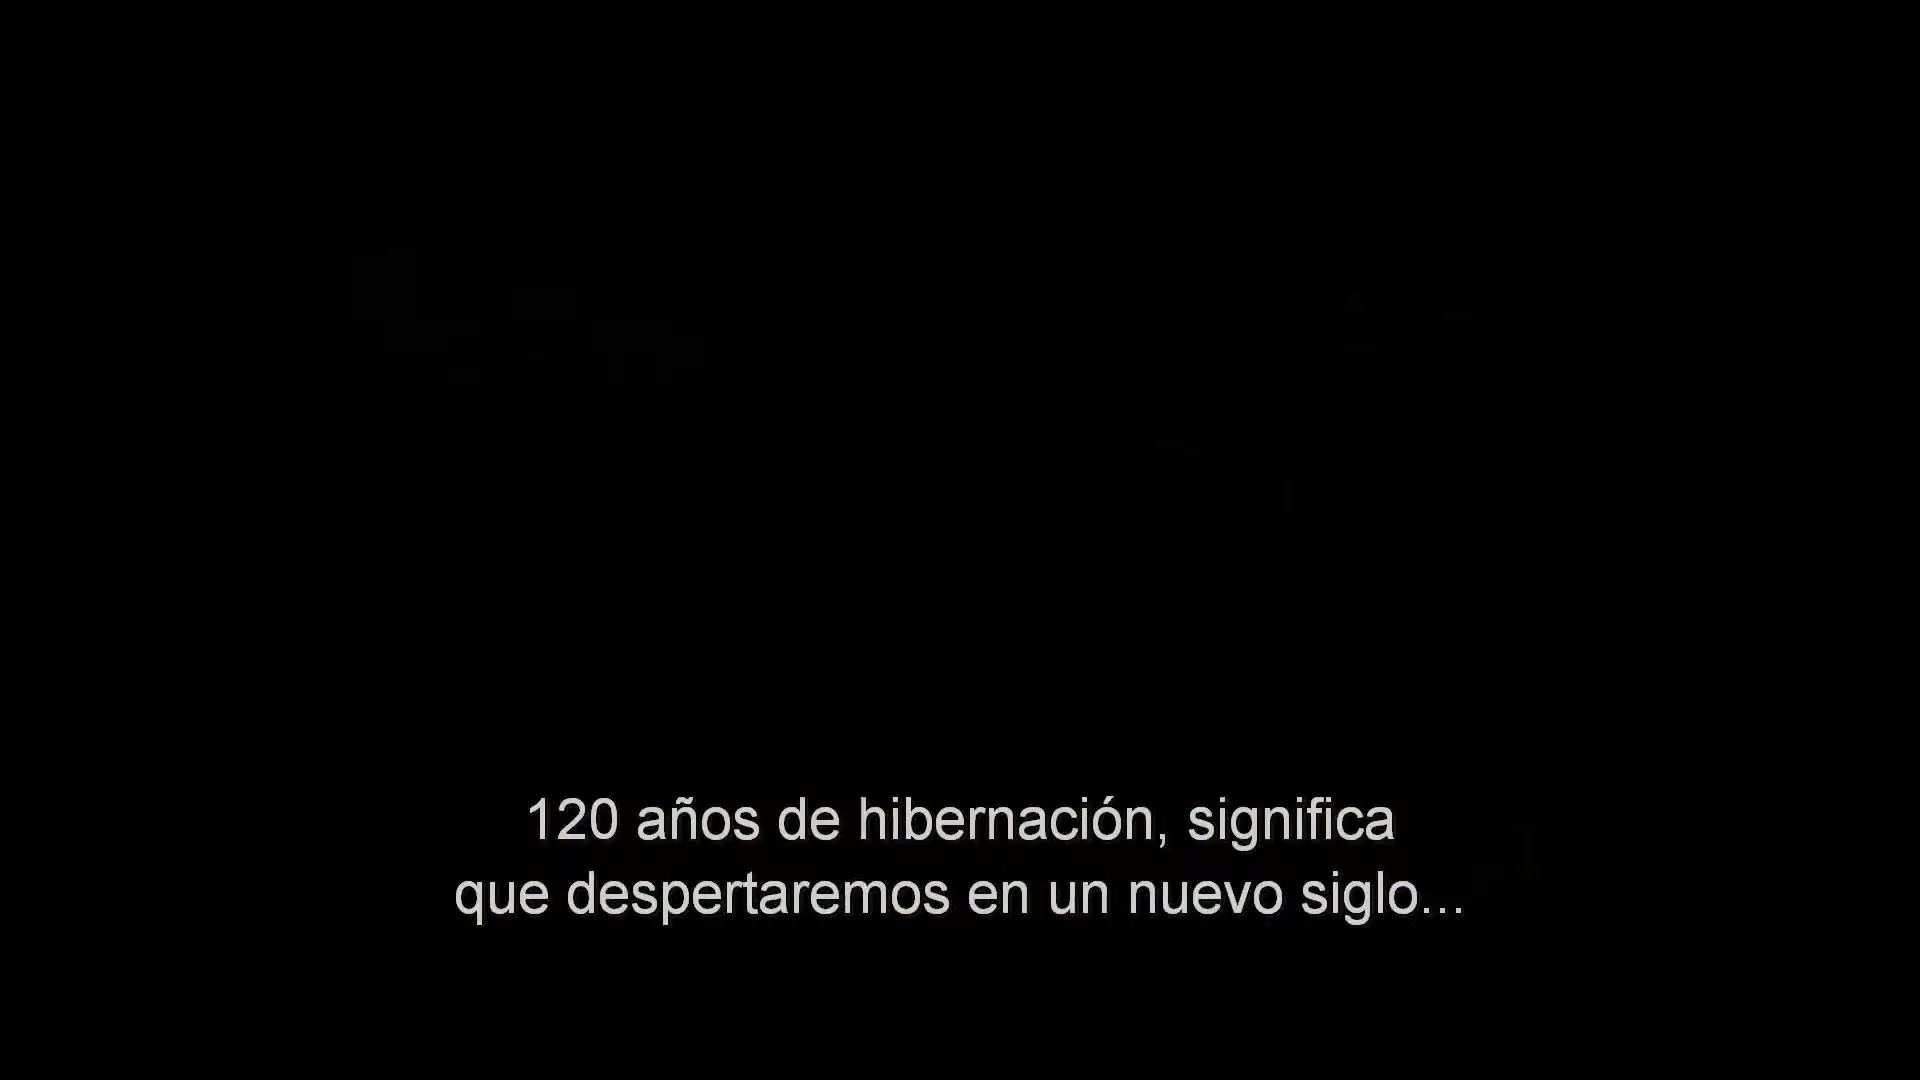 120 años de hibernación, significa
que despertaremos en un nuevo siglo...